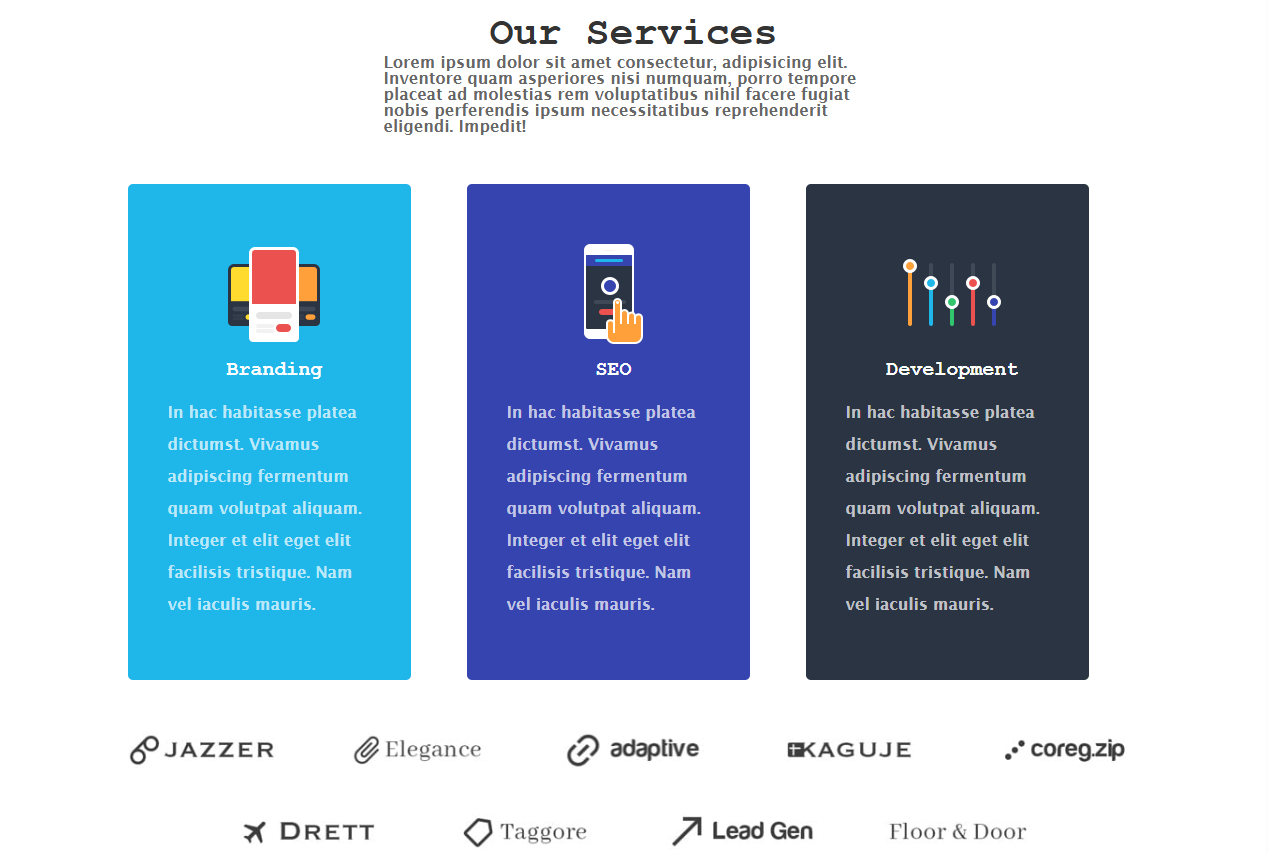 Our Services
Lorem ipsum dolor sit amet consectetur, adipisicing elit.
Inventore quam asperiores nisi numquam, porro tempore
placeat ad molestias rem voluptatibus nihil facere fugiat
nobis perferendis ipsum necessitatibus reprehenderit
eligendi. Impedit!
Branding
In hac habitasse platea
dictumst. Vivamus
adipiscing fermentum
quam volutpat aliquam.
Integer et elit eget elit
facilisis tristique. Nam
vel iaculis mauris.
SEO
In hac habitasse platea
dictumst. Vivamus
adipiscing fermentum
quam volutpat aliquam.
Integer et elit eget elit
facilisis tristique. Nam
vel iaculis mauris.
Development
In hac habitasse platea
dictumst. Vivamus
adipiscing fermentum
quam volutpat aliquam.
Integer et elit eget elit
facilisis tristique. Nam
vel iaculis mauris.
JAZZER
Elegance
adaptive
KAGUJE
coreg.zip
DRETT
Taggore
Lead Gen
Floor & Door